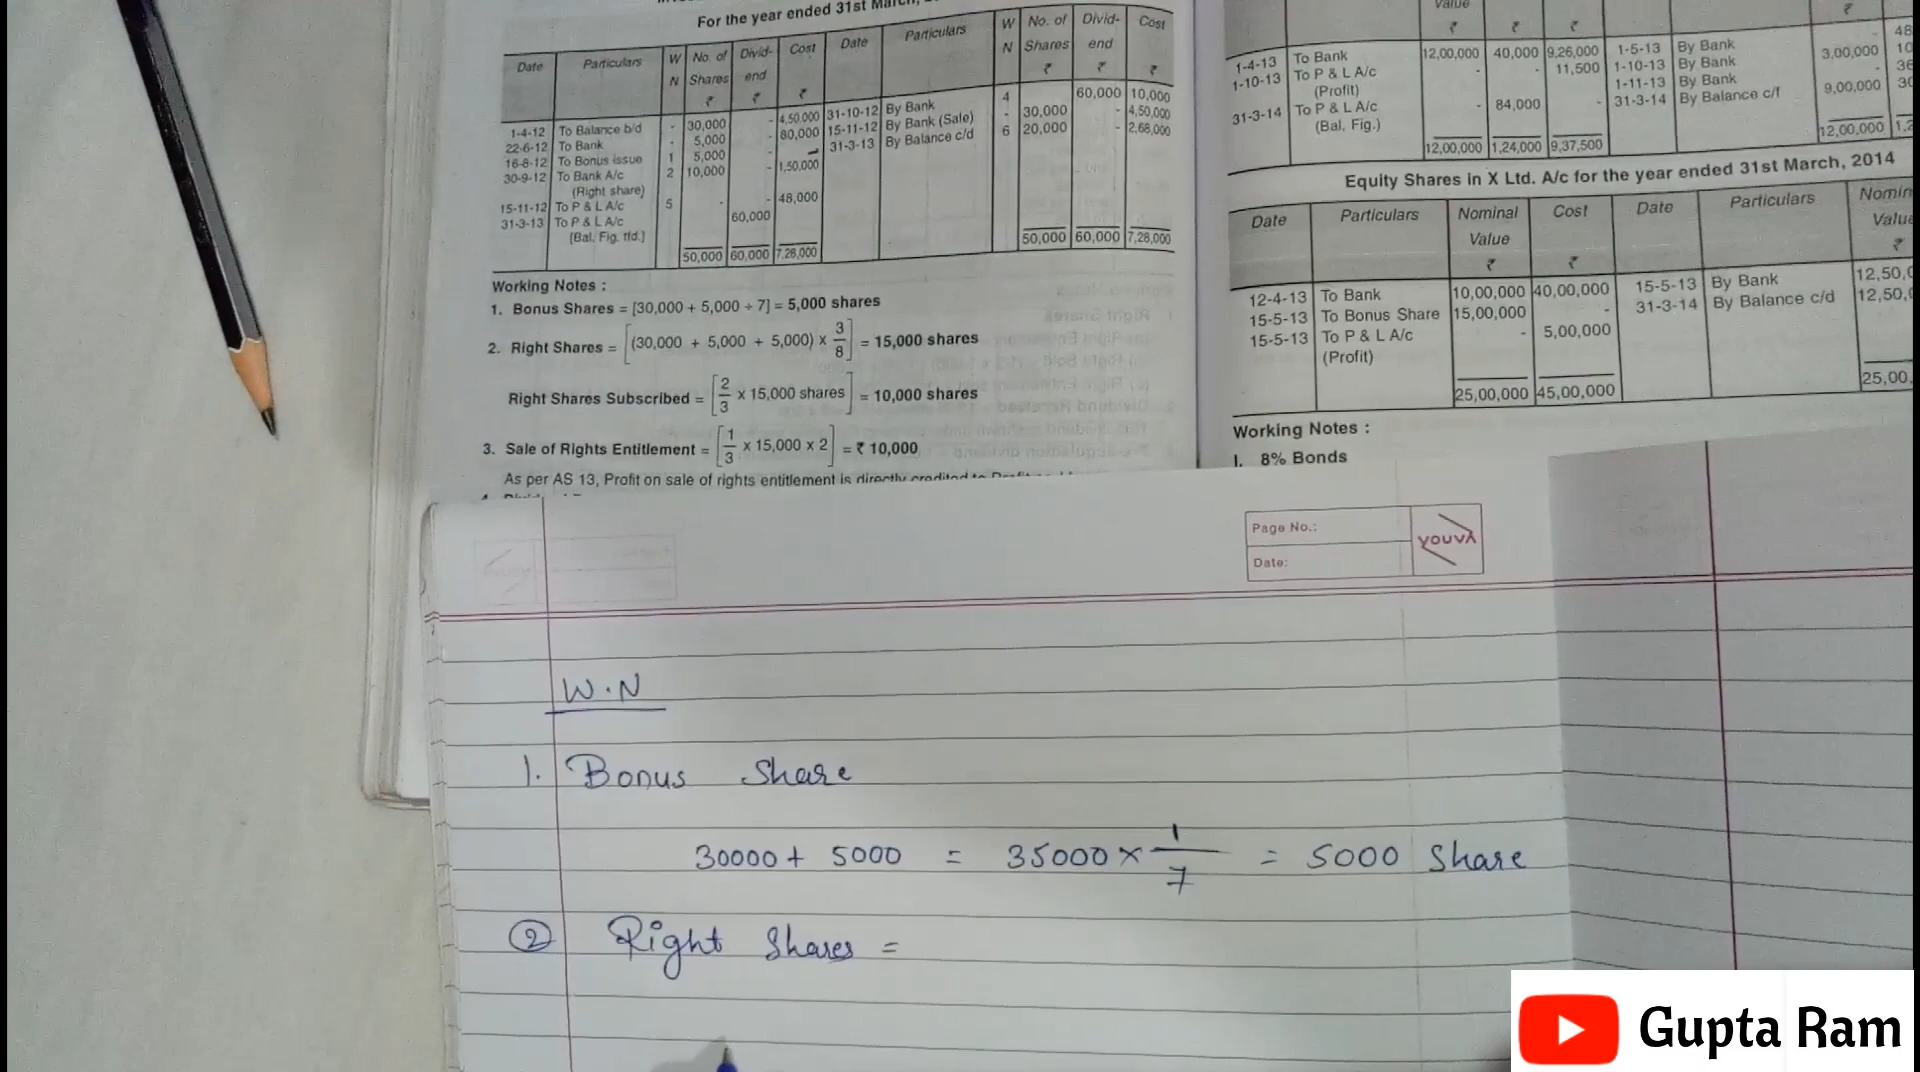 For the year ended 31st
Date Particulars W N No. of Shares ₹ Divid- end ₹ Cost ₹ Date Particulars W N No. of Shares ₹ Divid- end ₹ Cost ₹
1-4-12 To Balance b/d - 30,000 - 4,50,000 31-10-12 By Bank 4 60,000 10,000
22-6-12 To Bank - 5,000 - 80,000 15-11-12 By Bank (Sale) - 30,000 - 4,50,000
16-8-12 To Bonus issue 1 5,000 - - 31-3-13 By Balance c/d 6 20,000 - 2,68,000
30-9-12 To Bank A/c 2 10,000 - 1,50,000
(Right share)
15-11-12 To P & L A/c 5 - - 48,000
31-3-13 To P & L A/c 60,000
[Bal. Fig. tfd.]
50,000 60,000 7,28,000 50,000 60,000 7,28,000
Working Notes :
1. Bonus Shares = [30,000 + 5,000 ÷ 7] = 5,000 shares
2. Right Shares = [(30,000 + 5,000 + 5,000) × 3/8] = 15,000 shares
Right Shares Subscribed = [2/3 × 15,000 shares] = 10,000 shares
3. Sale of Rights Entitlement = [1/3 × 15,000 × 2] = ₹ 10,000
As per AS 13, Profit on sale of rights entitlement is directly credited to
Value
₹ ₹ ₹ ₹
1-4-13 To Bank 12,00,000 40,000 9,26,000 1-5-13 By Bank 48
1-10-13 To P & L A/c - - 11,500 1-10-13 By Bank 3,00,000 10
(Profit) 1-11-13 By Bank 36
31-3-14 To P & L A/c - 84,000 - 31-3-14 By Balance c/f 9,00,000 30
(Bal. Fig.)
12,00,000 1,24,000 9,37,500 12,00,000 1,2
Equity Shares in X Ltd. A/c for the year ended 31st March, 2014
Date Particulars Nominal Value ₹ Cost ₹ Date Particulars Nomin Value ₹
12-4-13 To Bank 10,00,000 40,00,000 15-5-13 By Bank 12,50,
15-5-13 To Bonus Share 15,00,000 - 31-3-14 By Balance c/d 12,50,
15-5-13 To P & L A/c - 5,00,000
(Profit)
25,00,000 45,00,000 25,00,
Working Notes :
I. 8% Bonds
Page No.:
Date:
YOUVA
W.N
1. Bonus Share
30000 + 5000 = 35000 × 1/7 = 5000 Share
2 Right Shares =
Gupta Ram